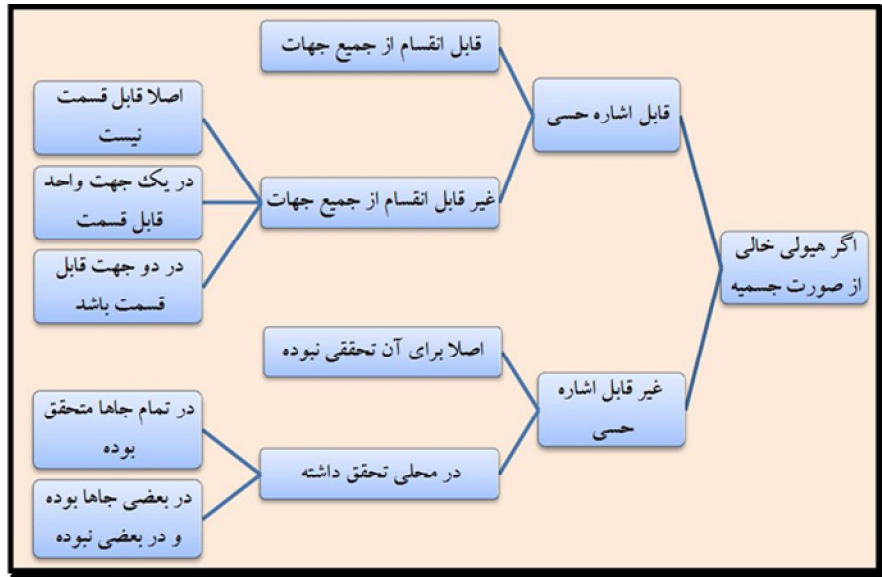 اگر هیولی خالی
از صورت جسمیه
قابل اشاره حسی
قابل انقسام از جمیع جهات
غیر قابل انقسام از جمیع جهات
اصلا قابل قسمت
نیست
در یک جهت واحد
قابل قسمت
در دو جهت قابل
قسمت باشد
غیر قابل اشاره
حسی
اصلا برای آن تحققی نبوده
در محلی تحقق داشته
در تمام جاها متحقق
بوده
در بعضی جاها بوده
و در بعضی نبوده